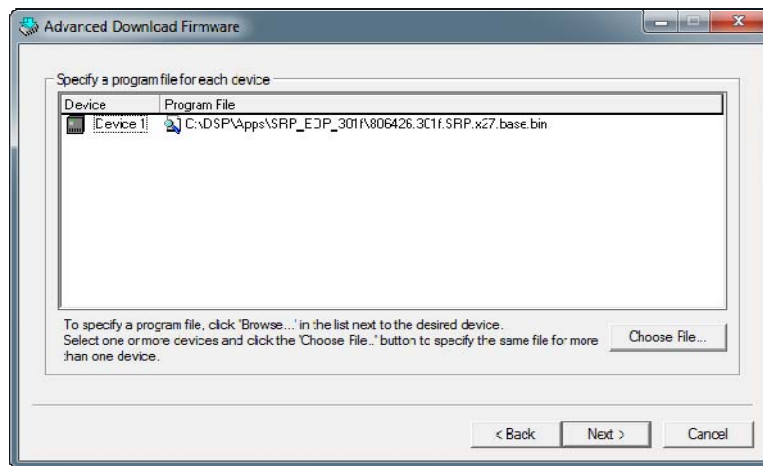 Advanced Download Firmware
Specify a program file for each device
Device Program File
Device 1 C:\DSP\Apps\SRP_EDP_301f\806426.301f.SRP.x27.base.bin
To specify a program file, click 'Browse...' in the list next to the desired device.
Select one or more devices and click the 'Choose File..' button to specify the same file for more
than one device.
Choose File...
< Back Next > Cancel